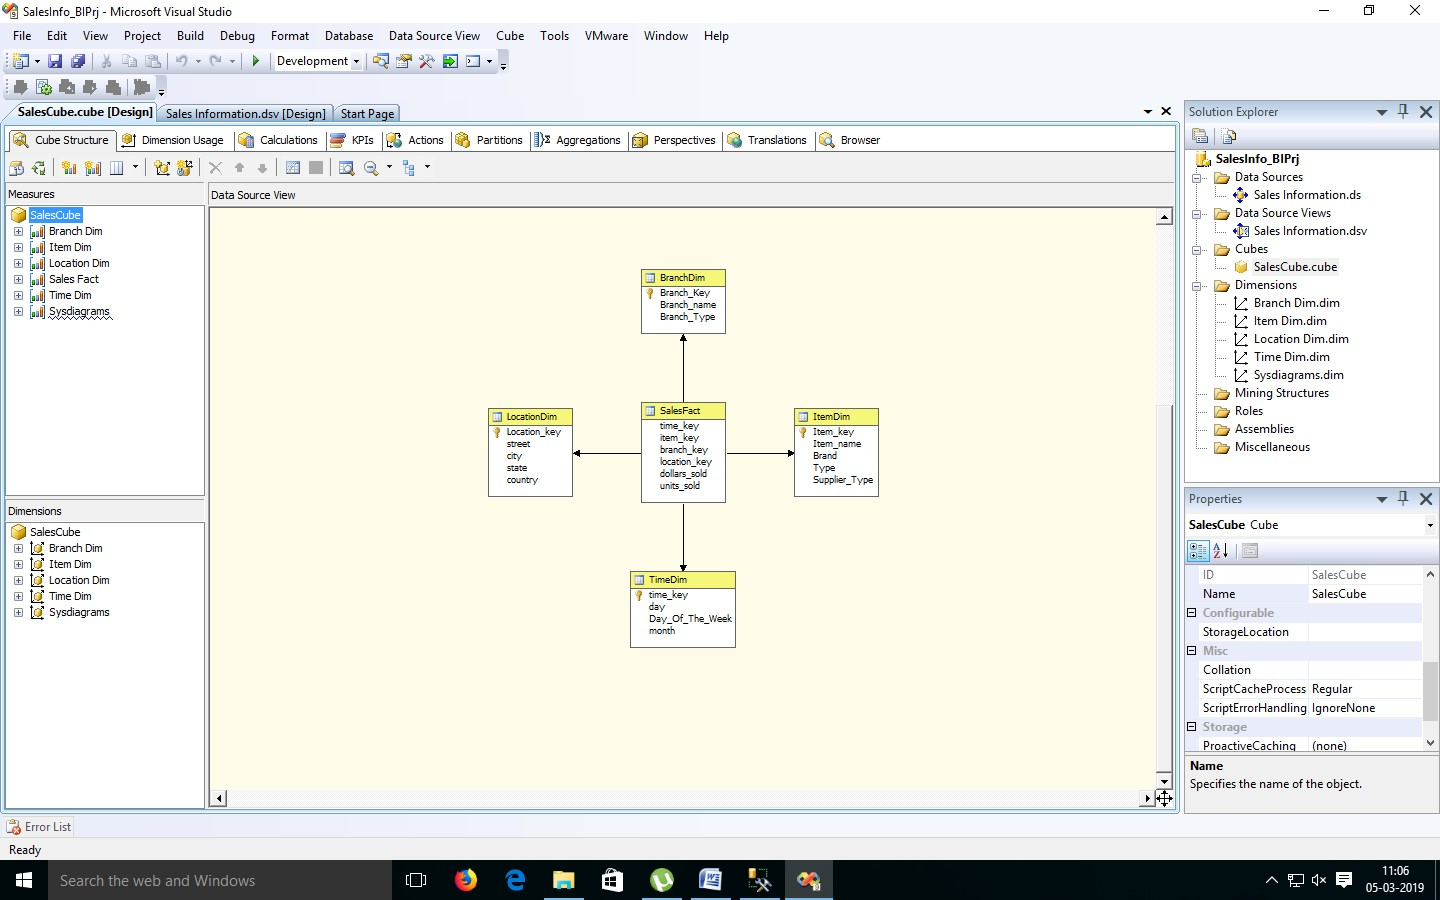 SalesInfo_BIPrj - Microsoft Visual Studio
File Edit View Project Build Debug Format Database Data Source View Cube Tools VMware Window Help
Development
SalesCube.cube [Design] Sales Information.dsv [Design] Start Page
Cube Structure Dimension Usage Calculations KPIs Actions Partitions Aggregations Perspectives Translations Browser
Measures
SalesCube
Branch Dim
Item Dim
Location Dim
Sales Fact
Time Dim
Sysdiagrams
Dimensions
SalesCube
Branch Dim
Item Dim
Location Dim
Time Dim
Sysdiagrams
Data Source View
BranchDim
Branch_Key
Branch_name
Branch_Type
LocationDim
Location_key
street
city
state
country
SalesFact
time_key
item_key
branch_key
location_key
dollars_sold
units_sold
ItemDim
Item_key
Item_name
Brand
Type
Supplier_Type
TimeDim
time_key
day
Day_Of_The_Week
month
Solution Explorer
SalesInfo_BIPrj
Data Sources
Sales Information.ds
Data Source Views
Sales Information.dsv
Cubes
SalesCube.cube
Dimensions
Branch Dim.dim
Item Dim.dim
Location Dim.dim
Time Dim.dim
Sysdiagrams.dim
Mining Structures
Roles
Assemblies
Miscellaneous
Properties
SalesCube Cube
ID SalesCube
Name SalesCube
Configurable
StorageLocation
Misc
Collation
ScriptCacheProcess Regular
ScriptErrorHandling IgnoreNone
Storage
ProactiveCaching (none)
Name
Specifies the name of the object.
Error List
Ready
Search the web and Windows
11:06
05-03-2019